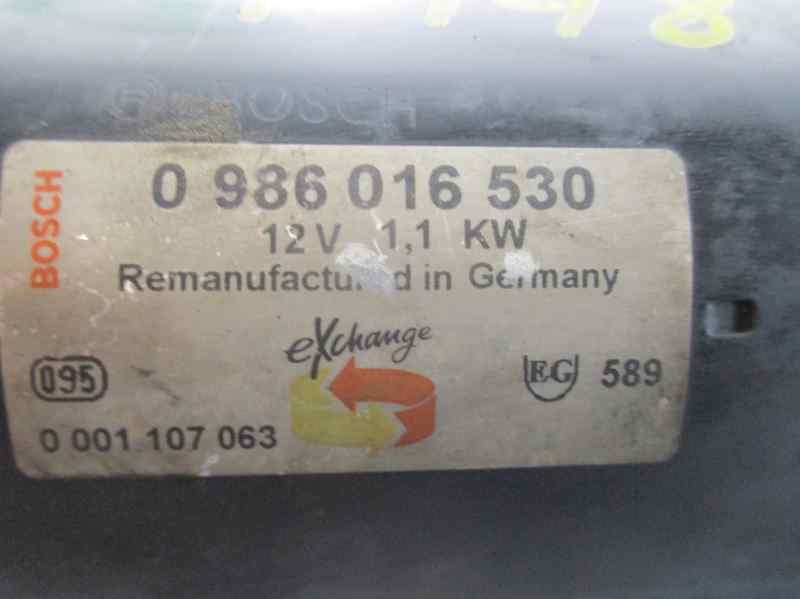 BOSCH
BOSCH
0 986 016 530
12 V 1,1 KW
Remanufactured in Germany
eXchange
095
EG 589
0 001 107 063